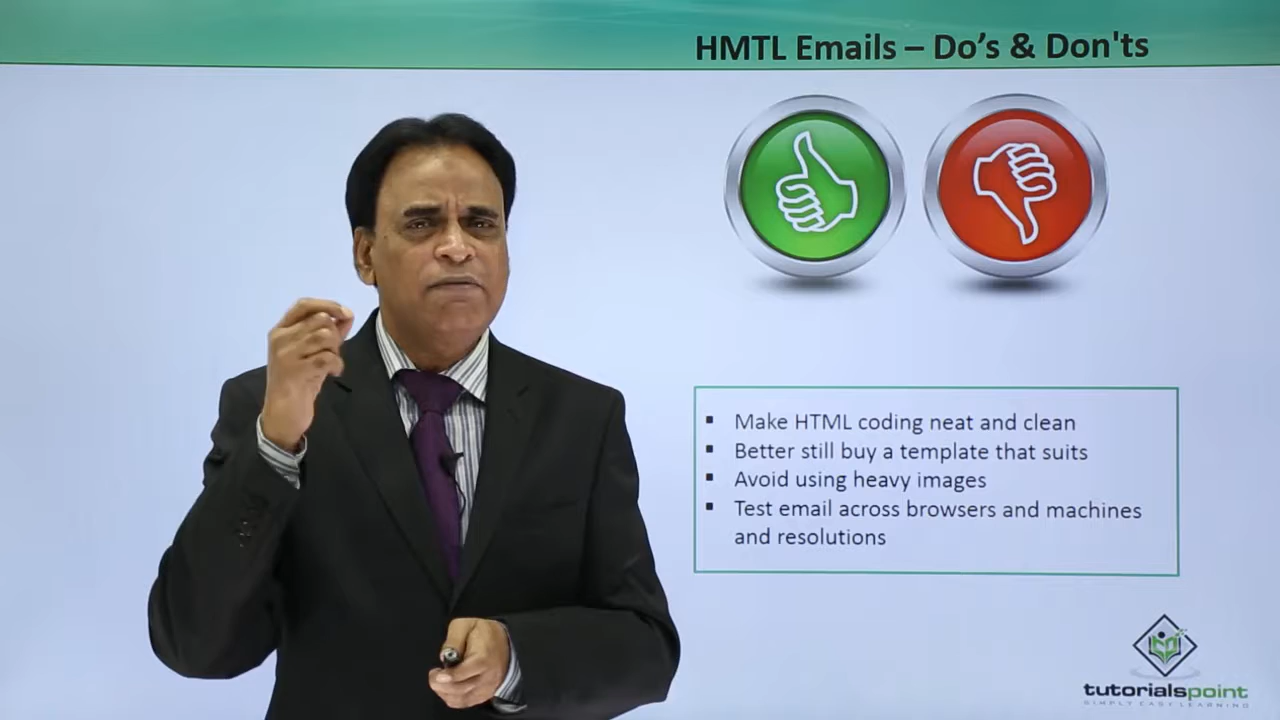 HMTL Emails – Do’s & Don'ts
▪ Make HTML coding neat and clean
▪ Better still buy a template that suits
▪ Avoid using heavy images
▪ Test email across browsers and machines
and resolutions
tutorialspoint
SIMPLY EASY LEARNING